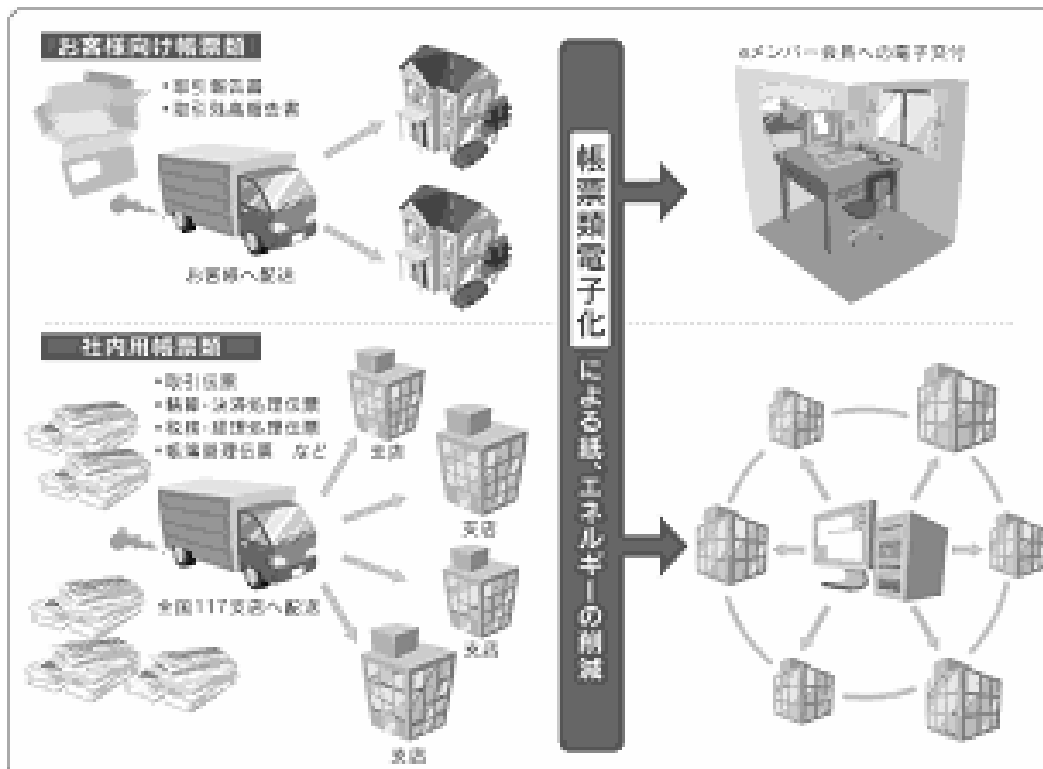 お客様向け帳票類
・取引報告書
・取引残高報告書
お客様へ配送
社内用帳票類
・取引伝票
・精算・決済処理伝票
・税務・経理処理伝票
・帳簿管理伝票 など
全国117支店へ配送
支店
支店
支店
支店
帳票類電子化による紙、エネルギーの削減
eメンバー会員への電子交付